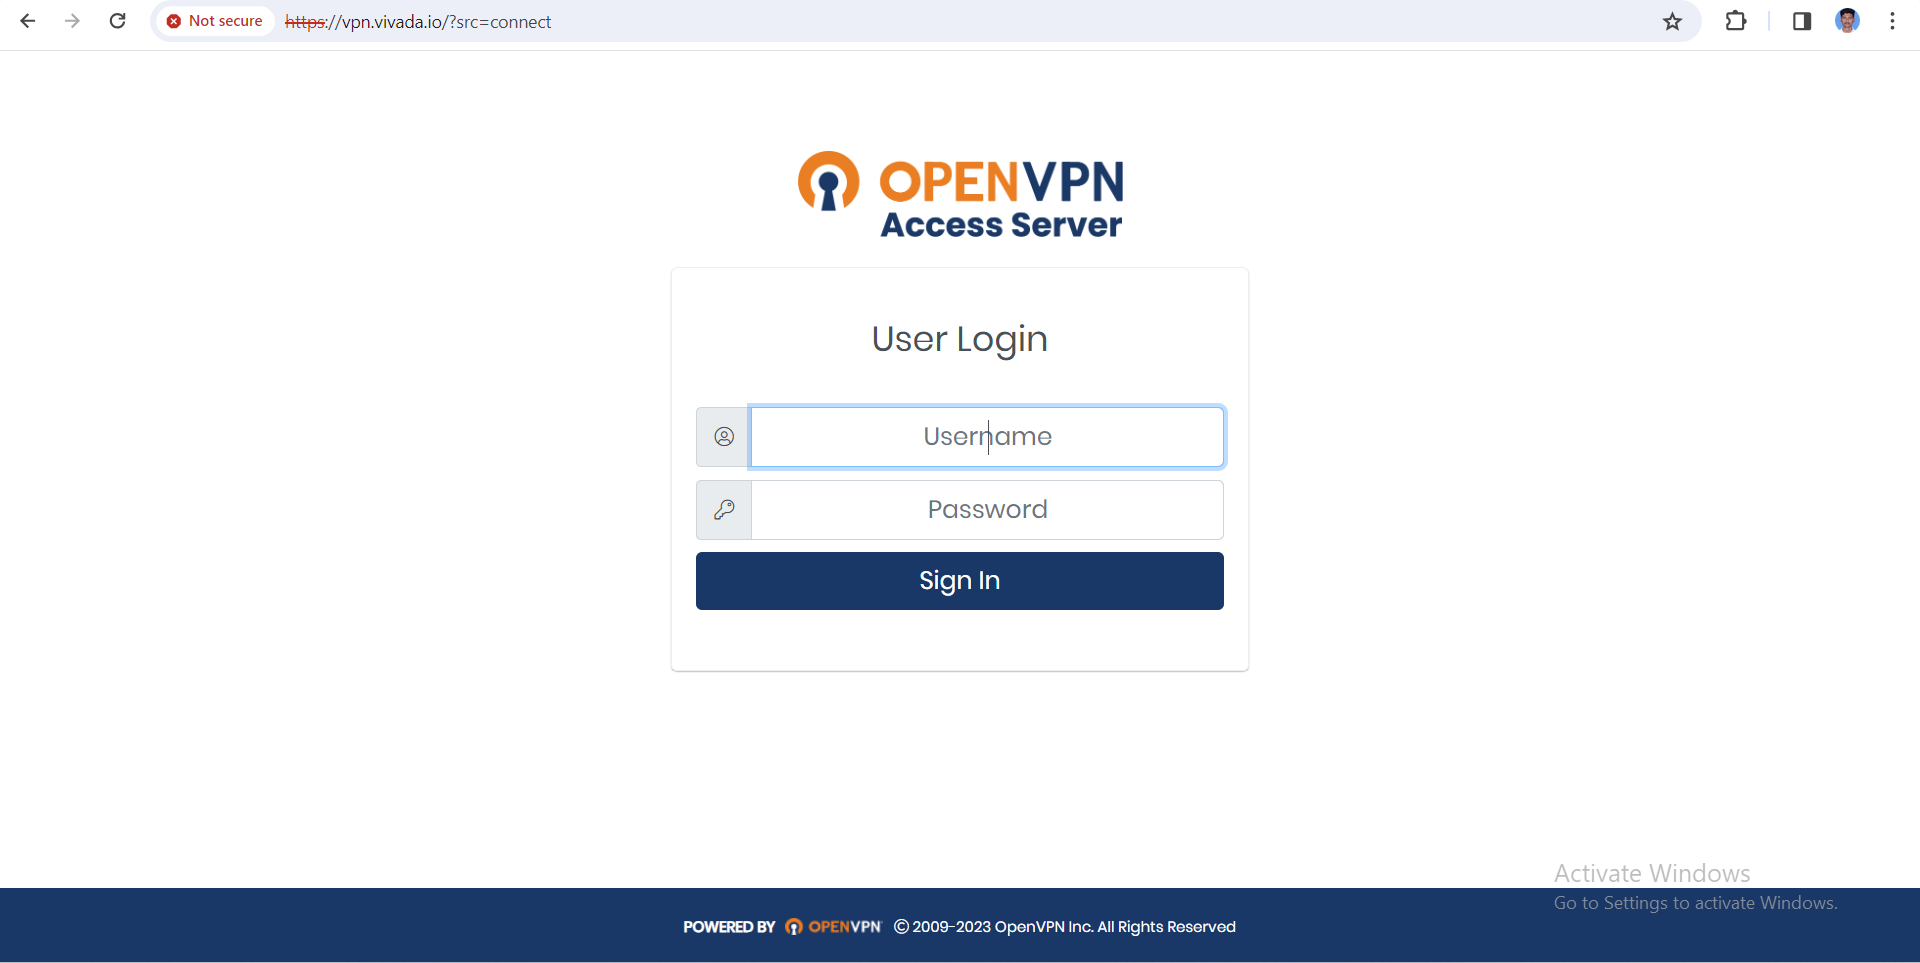 Not secure https://vpn.vivada.io/?src=connect
OPENVPN
Access Server
User Login
Username
Password
Sign In
Activate Windows
Go to Settings to activate Windows.
POWERED BY OPENVPN © 2009-2023 OpenVPN Inc. All Rights Reserved